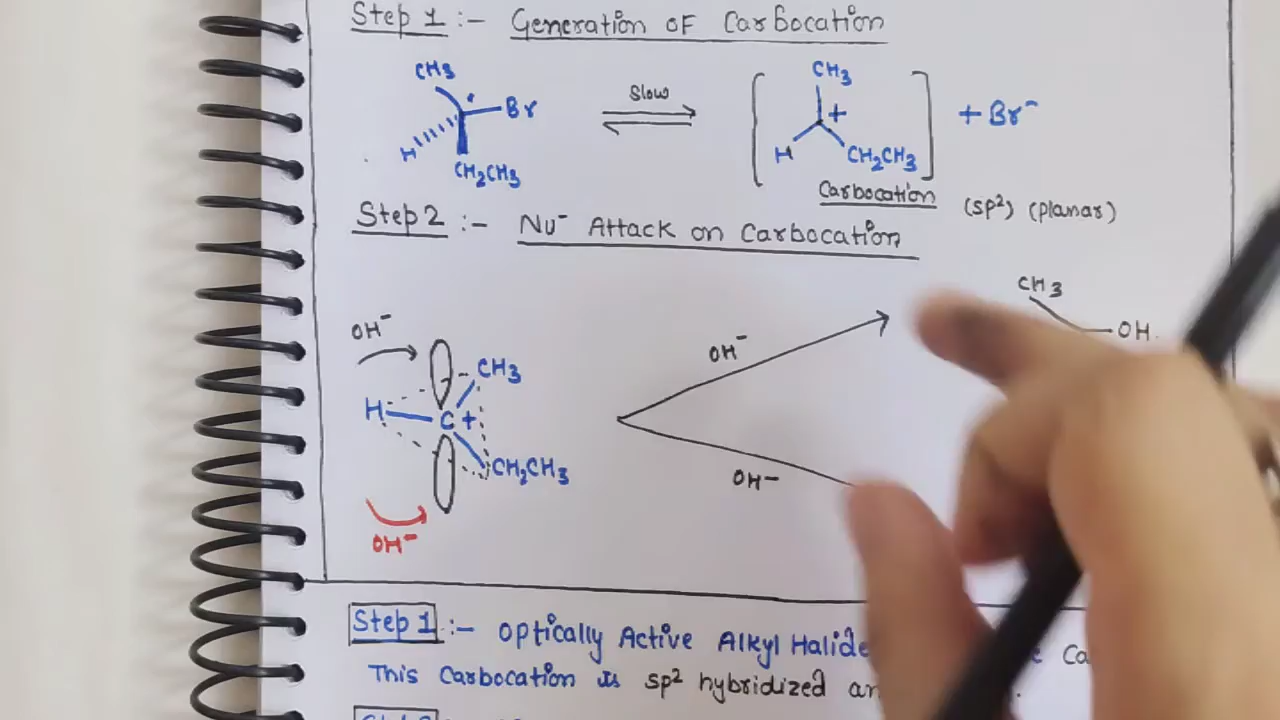 Step 1 :- Generation of Carbocation
CH3
Br
H
CH2CH3
Slow
CH3
+
H
CH2CH3
+ Br-
Carbocation (sp2) (planar)
Step 2 :- Nu- Attack on Carbocation
OH-
CH3
H C +
CH2CH3
OH-
OH-
OH-
CH3
OH
Step 1 :- Optically Active Alkyl Halide
This Carbocation is sp2 hybridized